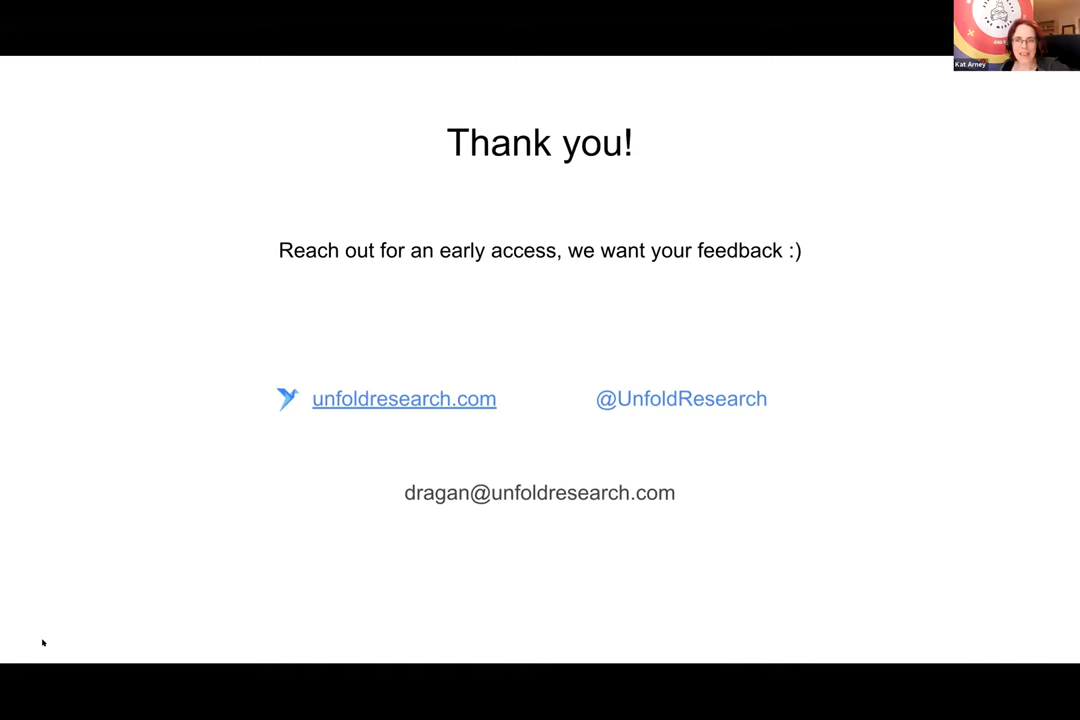 Kat Arney
Thank you!
Reach out for an early access, we want your feedback :)
unfoldresearch.com
@UnfoldResearch
dragan@unfoldresearch.com